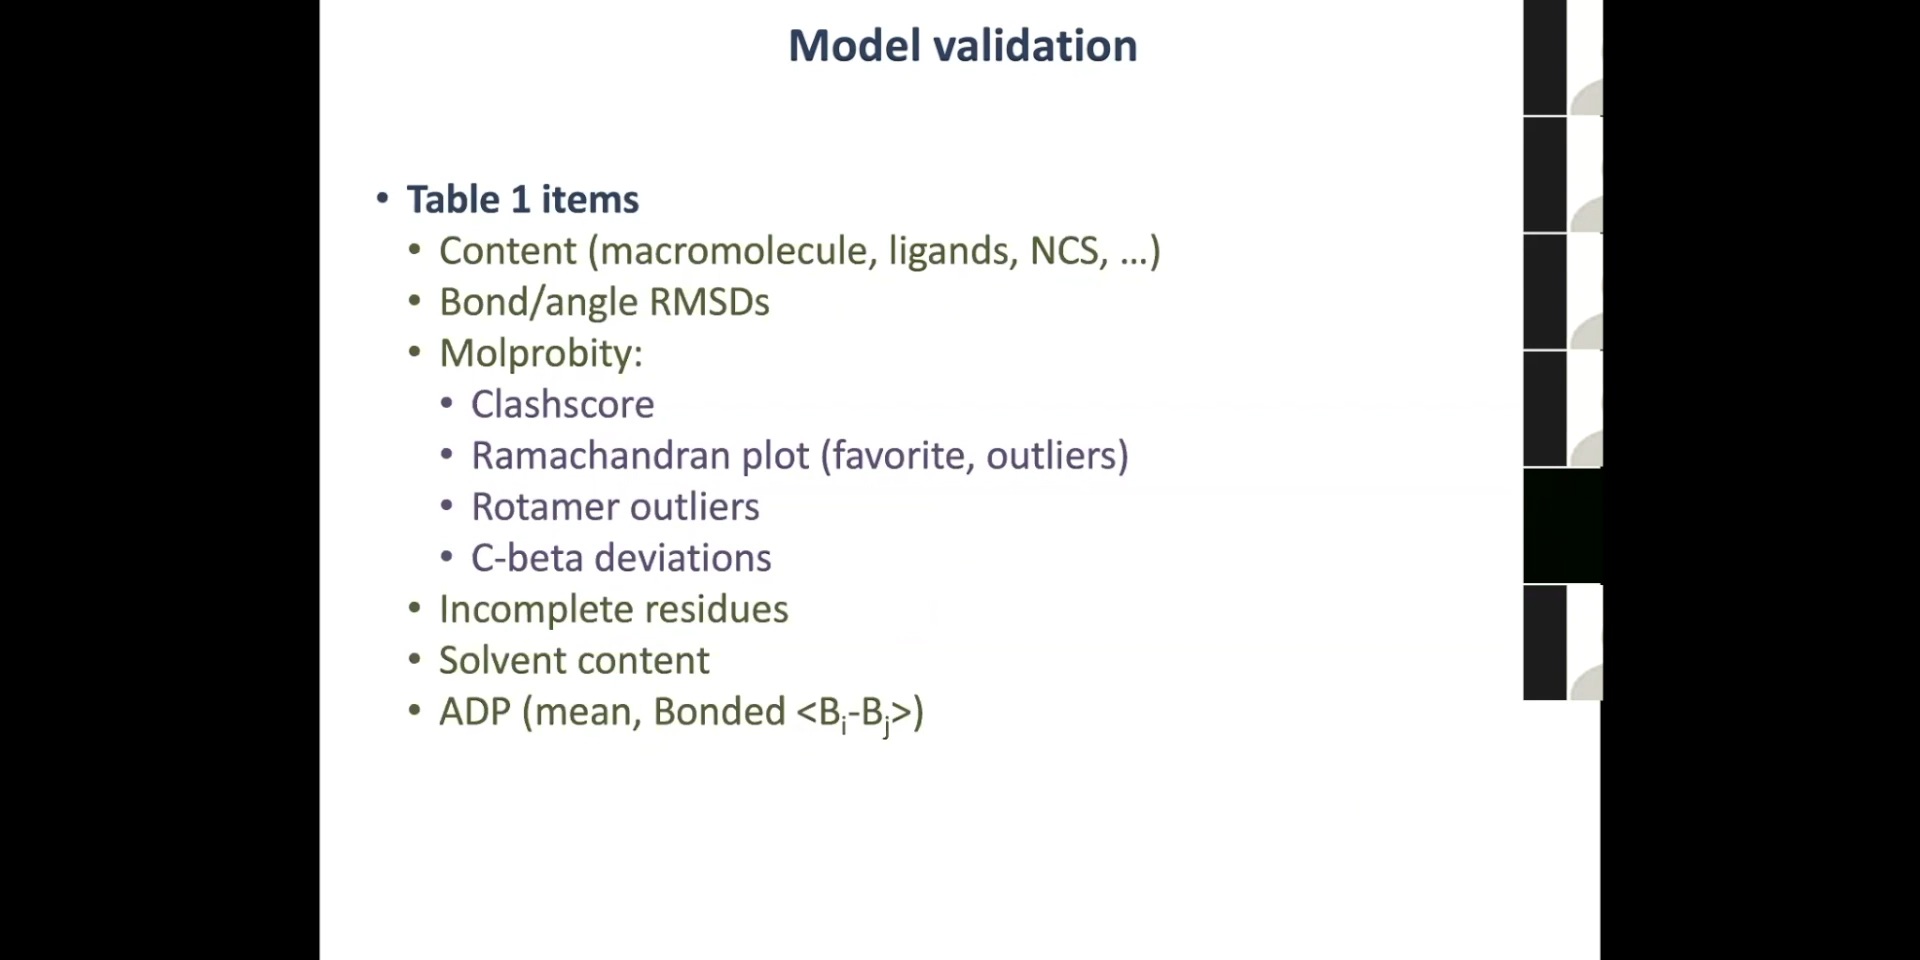 Model validation
• Table 1 items
• Content (macromolecule, ligands, NCS, ...)
• Bond/angle RMSDs
• Molprobity:
• Clashscore
• Ramachandran plot (favorite, outliers)
• Rotamer outliers
• C-beta deviations
• Incomplete residues
• Solvent content
• ADP (mean, Bonded <Bi-Bj>)